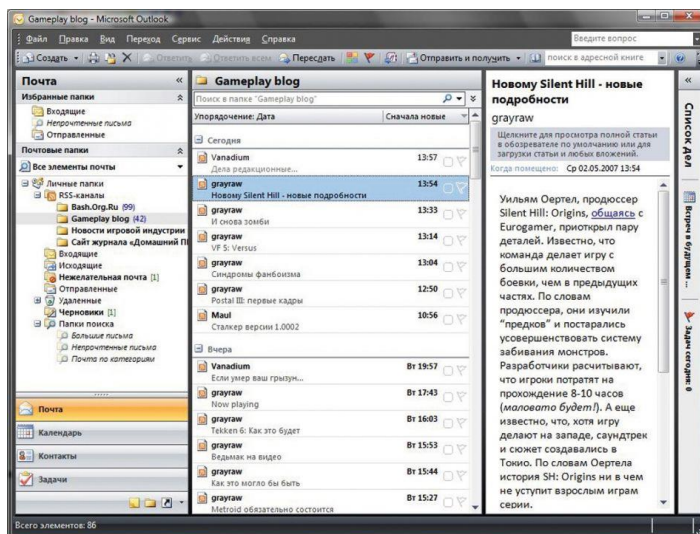 Gameplay blog - Microsoft Outlook
Файл Правка Вид Переход Сервис Действия Справка
Введите вопрос
Создать Ответить Ответить всем Переслать Отправить и получить поиск в адресной книге
Почта
Избранные папки
Входящие
Непрочтенные письма
Отправленные
Почтовые папки
Все элементы почты
Личные папки
RSS-каналы
Bash.Org.Ru (99)
Gameplay blog (42)
Новости игровой индустрии
Сайт журнала «Домашний П
Входящие
Исходящие
Нежелательная почта [1]
Отправленные
Удаленные
Черновики [1]
Папки поиска
Большие письма
Непрочтенные письма
Почта по категориям
Почта
Календарь
Контакты
Задачи
Всего элементов: 86
Gameplay blog
Поиск в папке "Gameplay blog"
Упорядочение: Дата Сначала новые
Сегодня
Vanadium 13:57
Дела редакционные...
grayraw 13:54
Новому Silent Hill - новые подробности
grayraw 13:33
И снова зомби
grayraw 13:14
VF 5: Versus
grayraw 13:04
Синдромы фанбоизма
grayraw 12:50
Postal III: первые кадры
Maul 10:56
Сталкер версии 1.0002
Вчера
Vanadium Вт 19:57
Если умер ваш грызун...
grayraw Вт 17:43
Now playing
grayraw Вт 16:03
Tekken 6: Как это будет
grayraw Вт 15:53
Ведьмак на видео
grayraw Вт 15:44
Как это могло бы быть
grayraw Вт 15:27
Metroid обязательно состоится
Новому Silent Hill - новые
подробности
grayraw
Щелкните для просмотра полной статьи
в обозревателе по умолчанию или для
загрузки статьи и любых вложений.
Когда помещено: Ср 02.05.2007 13:54
Уильям Оертел, продюсер
Silent Hill: Origins, общаясь с
Eurogamer, приоткрыл пару
деталей. Известно, что
команда делает игру с
большим количеством
боевки, чем в предыдущих
частях. По словам
продюсера, они изучили
"предков" и постарались
усовершенствовать систему
забивания монстров.
Разработчики расчитывают,
что игроки потратят на
прохождение 8-10 часов
(маловато будет!). А еще
известно, что, хотя игру
делают на западе, саундтрек
и сюжет создавались в
Токио. По словам Оертела
история SH: Origins ни в чем
не уступит взрослым играм
серии.
Список дел
Встреч в будущем ...
Задач сегодня: 0